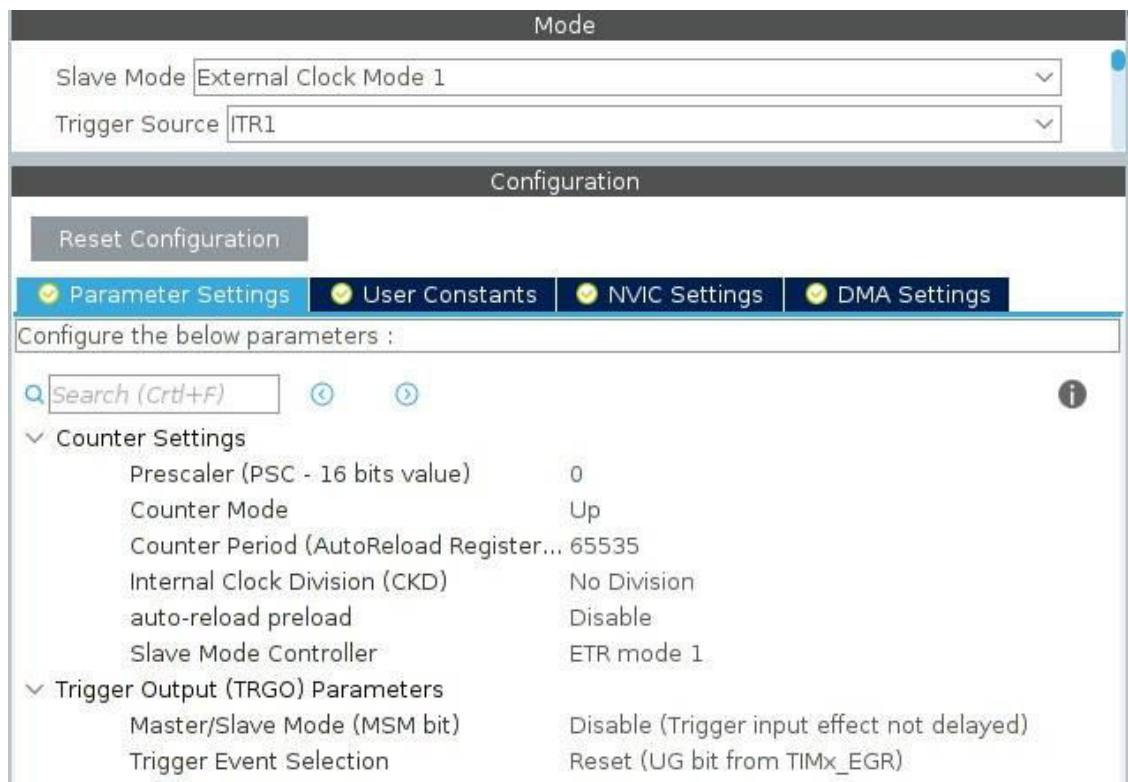 Mode
Slave Mode External Clock Mode 1
Trigger Source ITR1
Configuration
Reset Configuration
Parameter Settings User Constants NVIC Settings DMA Settings
Configure the below parameters :
Search (Crtl+F)
Counter Settings
Prescaler (PSC - 16 bits value) 0
Counter Mode Up
Counter Period (AutoReload Register... 65535
Internal Clock Division (CKD) No Division
auto-reload preload Disable
Slave Mode Controller ETR mode 1
Trigger Output (TRGO) Parameters
Master/Slave Mode (MSM bit) Disable (Trigger input effect not delayed)
Trigger Event Selection Reset (UG bit from TIMx_EGR)